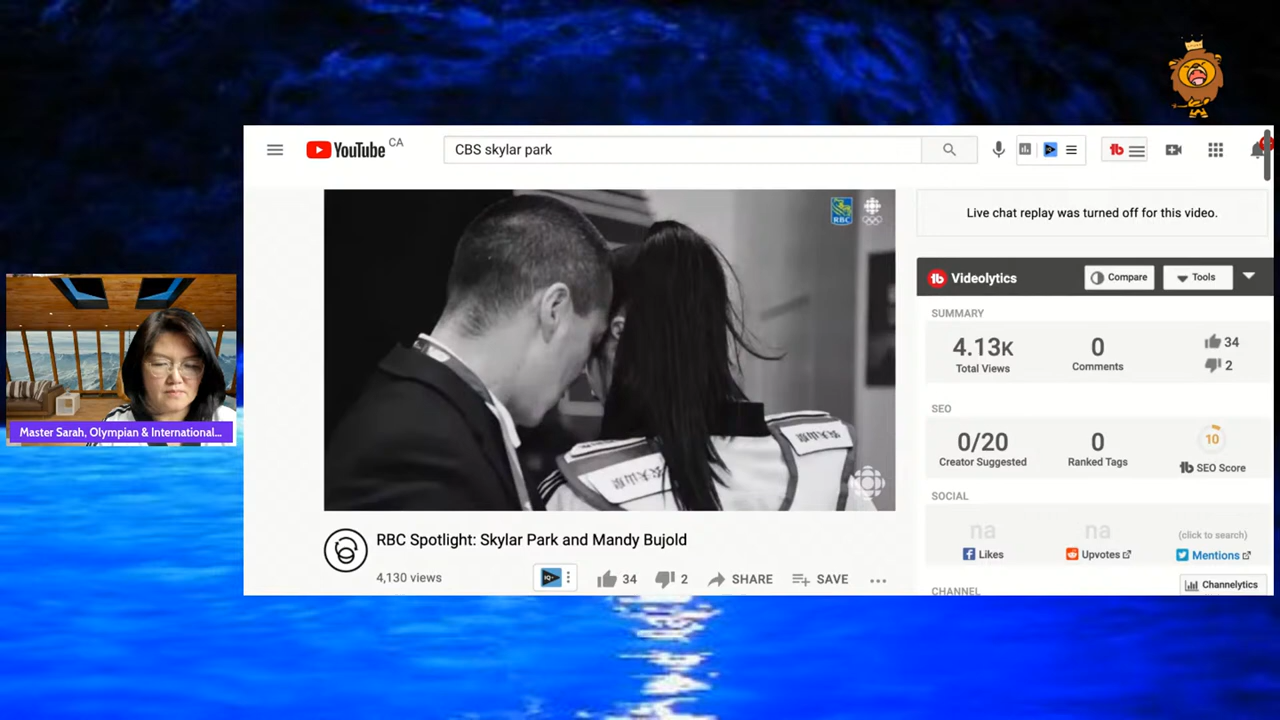 YouTube CA
CBS skylar park
RBC
Live chat replay was turned off for this video.
Videolytics
Compare
Tools
SUMMARY
4.13K
Total Views
0
Comments
34
2
SEO
0/20
Creator Suggested
0
Ranked Tags
10
tb SEO Score
SOCIAL
na
Likes
na
Upvotes
(click to search)
Mentions
CHANNEL
Channelytics
Master Sarah, Olympian & International...
RBC Spotlight: Skylar Park and Mandy Bujold
4,130 views
34
2
SHARE
SAVE